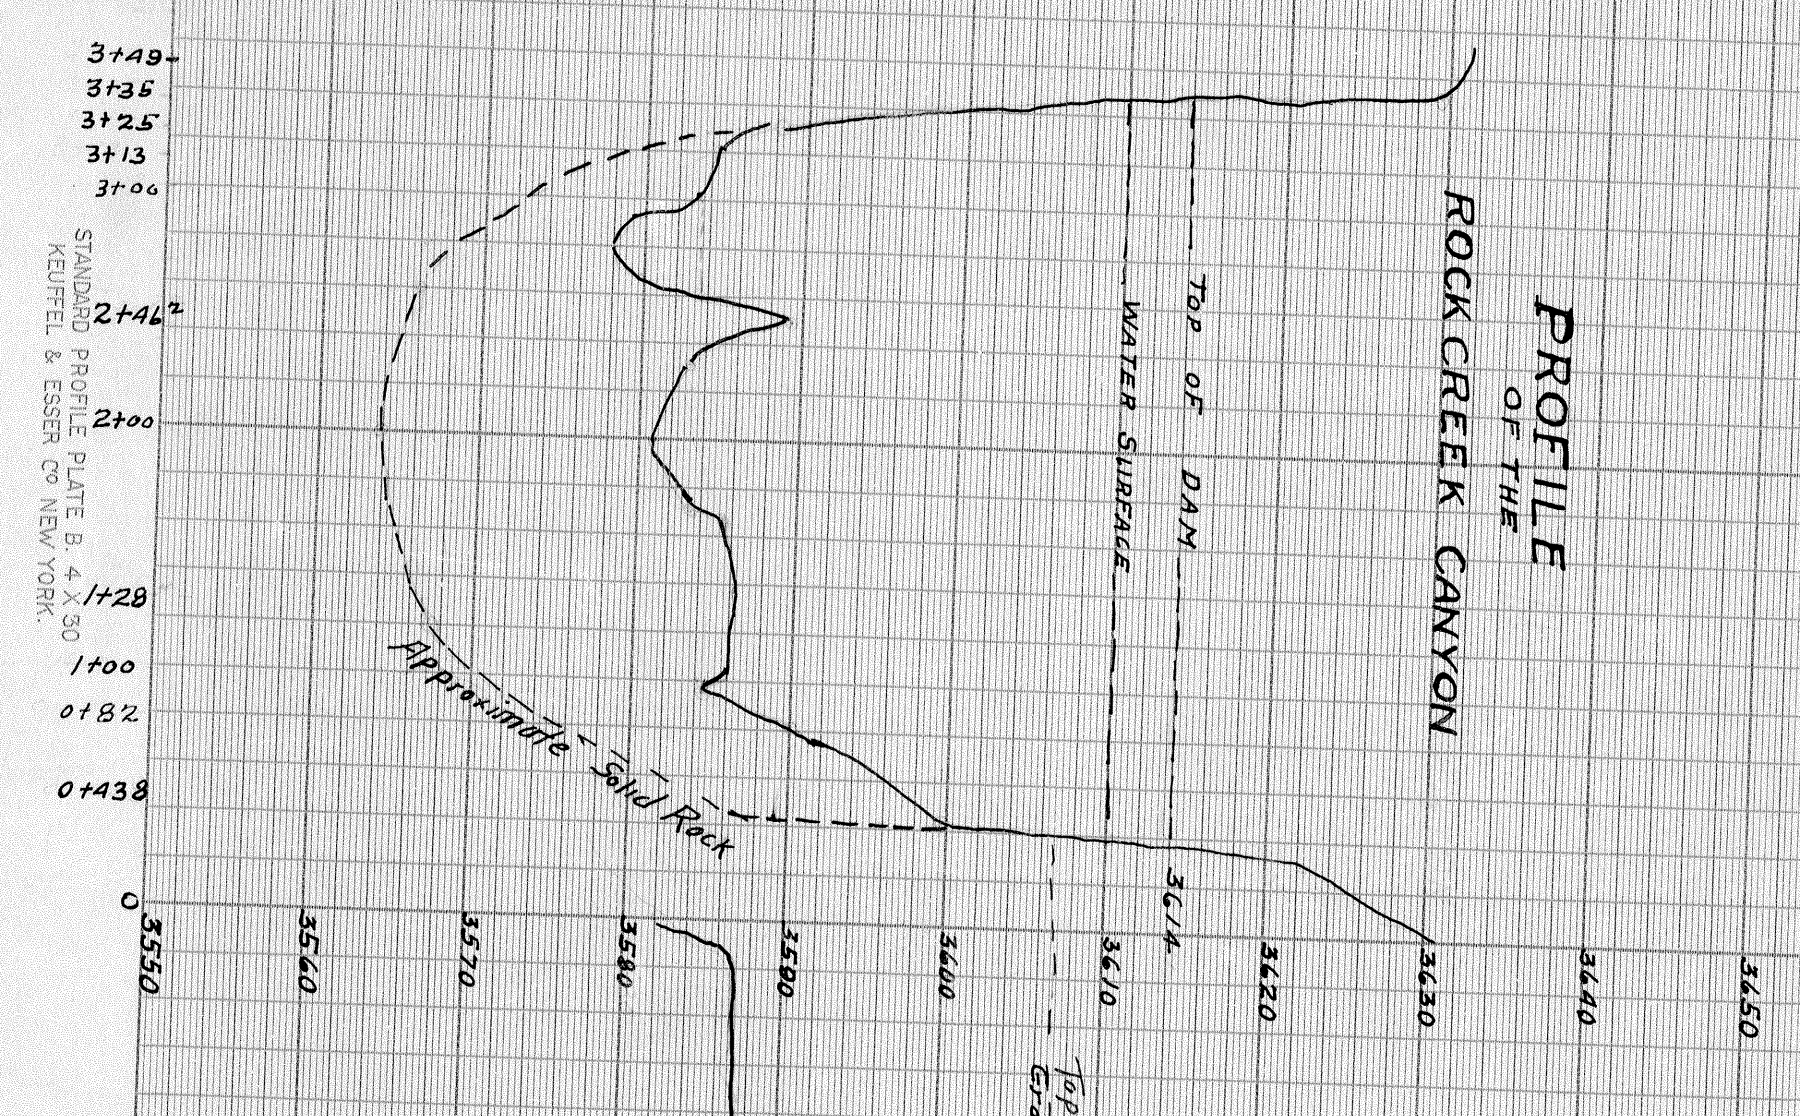 PROFILE
OF THE
ROCK CREEK CANYON
TOP OF DAM
3614
WATER SURFACE
Approximate Solid Rock
Top
3+49
3+35
3+25
3+13
3+00
2+46²
2+00
1+28
1+00
0+82
0+438
0
3550
3560
3570
3580
3590
3600
3610
3620
3630
3640
3650
STANDARD PROFILE PLATE B. 4 X 30
KEUFFEL & ESSER CO NEW YORK.